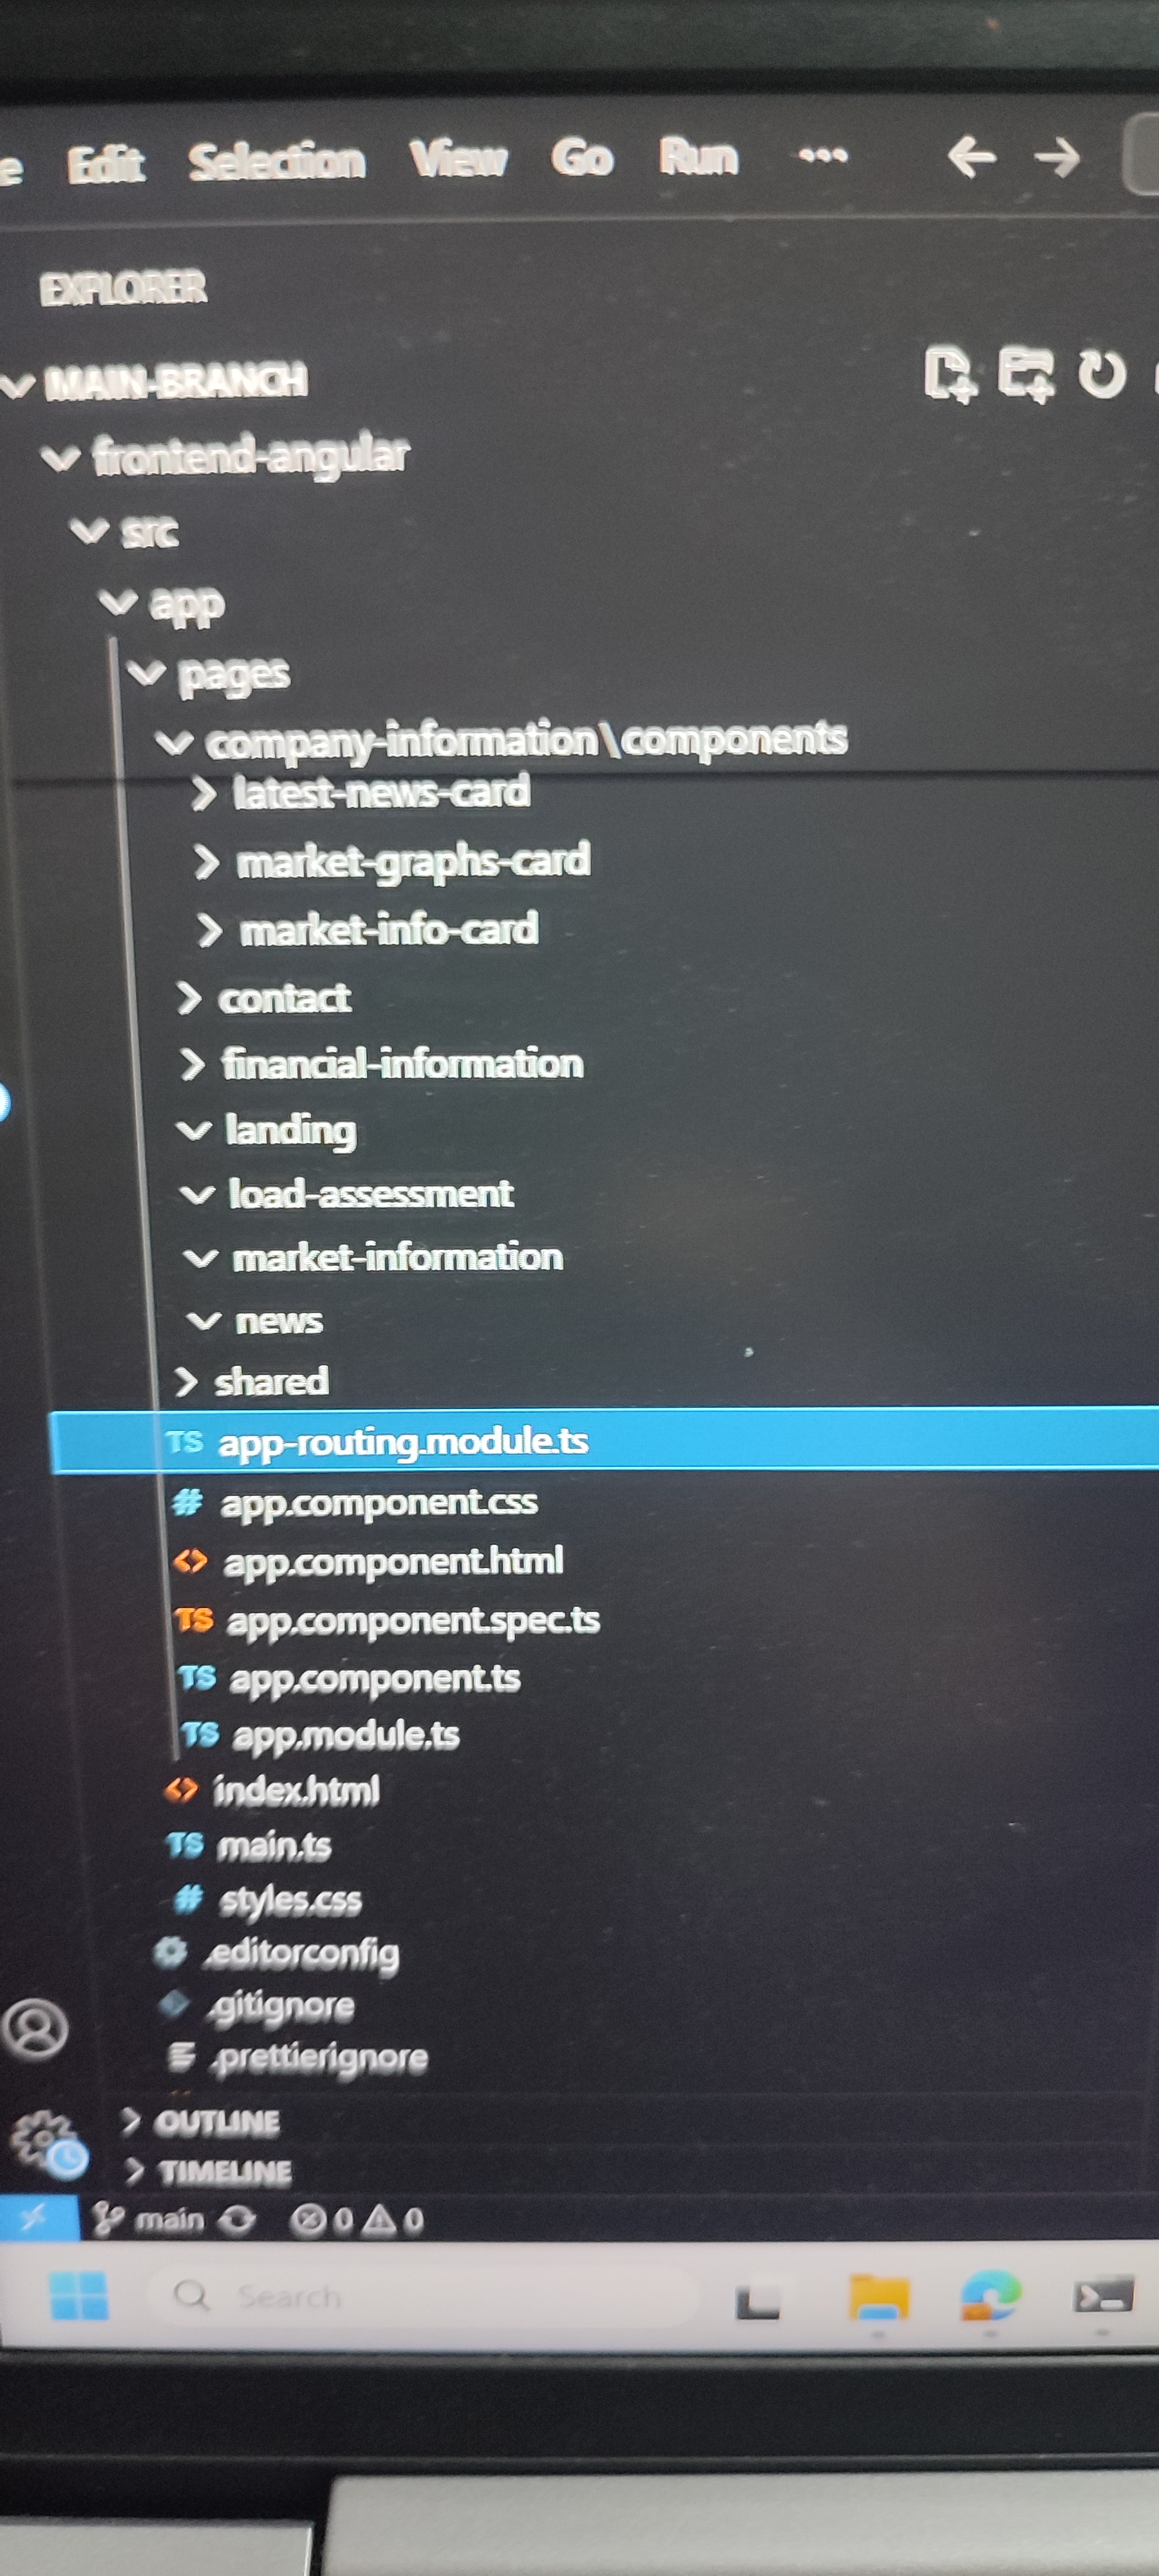 e Edit Selection View Go Run ...
EXPLORER
MAIN-BRANCH
frontend-angular
src
app
pages
company-information\components
latest-news-card
market-graphs-card
market-info-card
contact
financial-information
landing
load-assessment
market-information
news
shared
TS app-routing.module.ts
# app.component.css
<> app.component.html
TS app.component.spec.ts
TS app.component.ts
TS app.module.ts
<> index.html
TS main.ts
# styles.css
.editorconfig
.gitignore
.prettierignore
OUTLINE
TIMELINE
main 0 0
Search